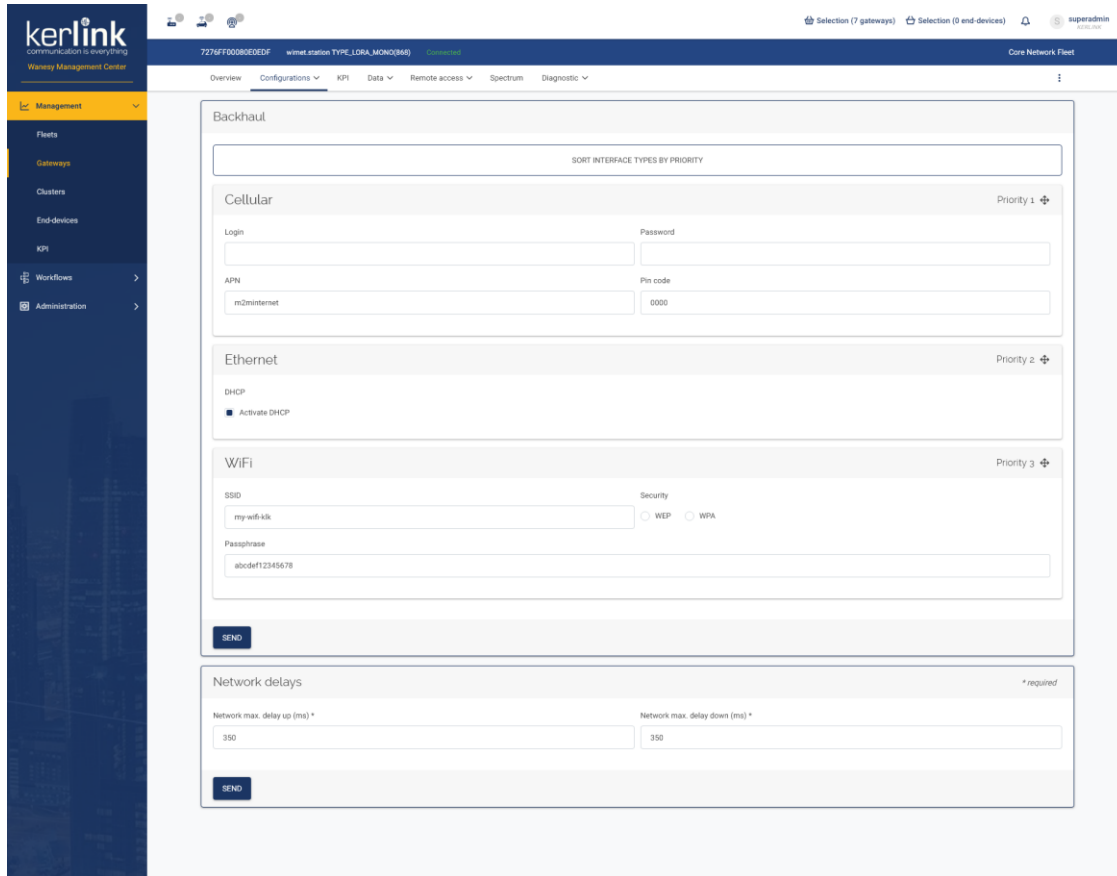 kerlink
communication is everything
Wanesy Management Center
Management
Fleets
Gateways
Clusters
End-devices
KPI
Workflows
Administration
Selection (7 gateways) Selection (0 end-devices) S superadmin
KERLINK
7276FF00080E0EDF wirnet.station TYPE_LORA_MONO(868) Connected Core Network Fleet
Overview Configurations KPI Data Remote access Spectrum Diagnostic
Backhaul
SORT INTERFACE TYPES BY PRIORITY
Cellular Priority 1
Login Password
APN Pin code
m2minternet 0000
Ethernet Priority 2
DHCP
Activate DHCP
WiFi Priority 3
SSID Security
my-wifi-klk WEP WPA
Passphrase
abcdef12345678
SEND
Network delays * required
Network max. delay up (ms) * Network max. delay down (ms) *
350 350
SEND